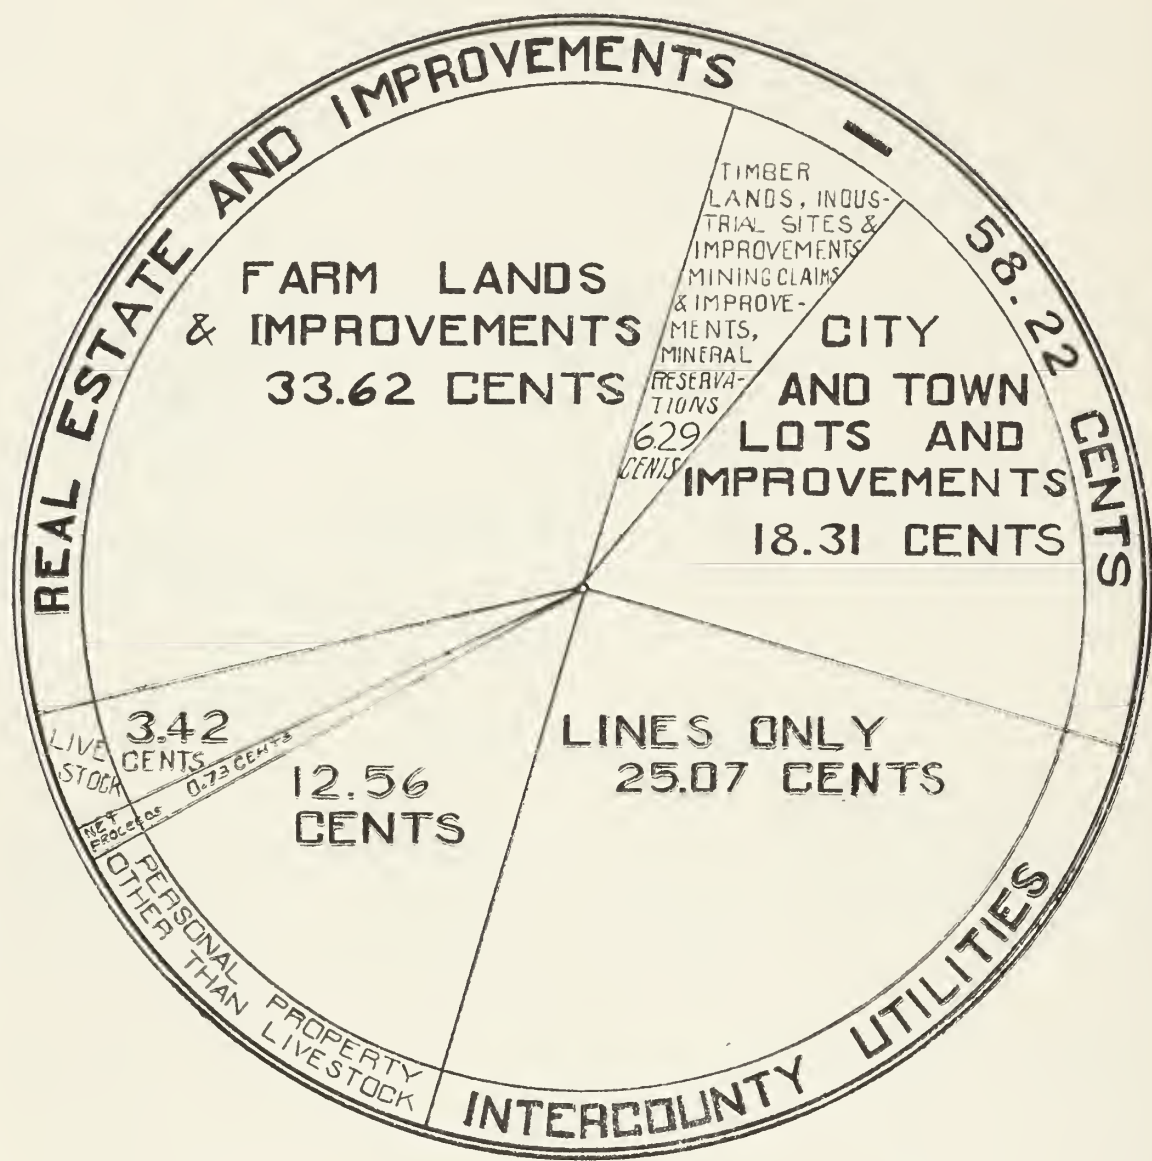 REAL ESTATE AND IMPROVEMENTS - 58.22 CENTS
FARM LANDS
& IMPROVEMENTS
33.62 CENTS
TIMBER
LANDS, INDUS-
TRIAL SITES &
IMPROVEMENTS
MINING CLAIMS
& IMPROVE-
MENTS,
MINERAL
RESERVA-
TIONS
6.29
CENTS
CITY
AND TOWN
LOTS AND
IMPROVEMENTS
18.31 CENTS
LINES ONLY
25.07 CENTS
INTERCOUNTY UTILITIES
12.56
CENTS
PERSONAL PROPERTY
OTHER THAN LIVESTOCK
0.73 CENTS
NET
PROCEEDS
3.42
CENTS
LIVE
STOCK